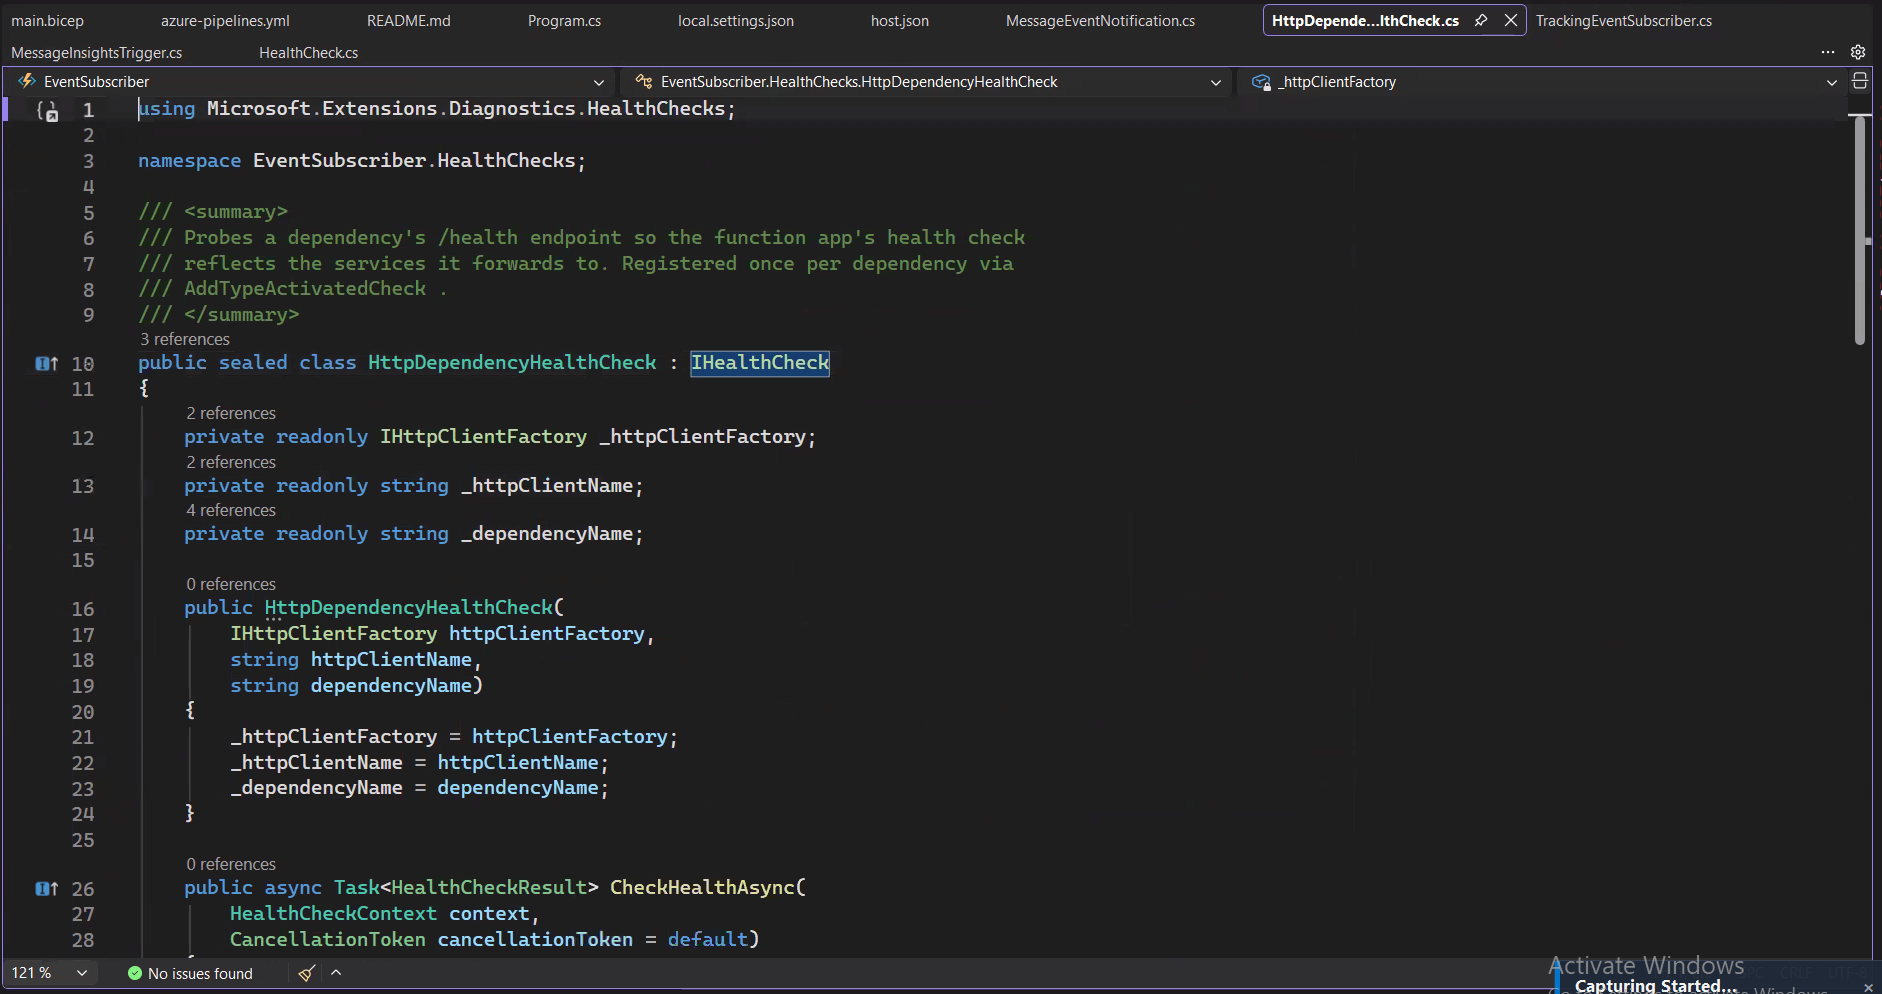 main.bicep azure-pipelines.yml README.md Program.cs local.settings.json host.json MessageEventNotification.cs HttpDepende...lthCheck.cs TrackingEventSubscriber.cs
MessageInsightsTrigger.cs HealthCheck.cs
EventSubscriber EventSubscriber.HealthChecks.HttpDependencyHealthCheck _httpClientFactory
1 using Microsoft.Extensions.Diagnostics.HealthChecks;
2
3 namespace EventSubscriber.HealthChecks;
4
5 /// <summary>
6 /// Probes a dependency's /health endpoint so the function app's health check
7 /// reflects the services it forwards to. Registered once per dependency via
8 /// AddTypeActivatedCheck .
9 /// </summary>
3 references
10 public sealed class HttpDependencyHealthCheck : IHealthCheck
11 {
2 references
12 private readonly IHttpClientFactory _httpClientFactory;
2 references
13 private readonly string _httpClientName;
4 references
14 private readonly string _dependencyName;
15
0 references
16 public HttpDependencyHealthCheck(
17 IHttpClientFactory httpClientFactory,
18 string httpClientName,
19 string dependencyName)
20 {
21 _httpClientFactory = httpClientFactory;
22 _httpClientName = httpClientName;
23 _dependencyName = dependencyName;
24 }
25
0 references
26 public async Task<HealthCheckResult> CheckHealthAsync(
27 HealthCheckContext context,
28 CancellationToken cancellationToken = default)
121 % No issues found
Activate Windows
Capturing Started...